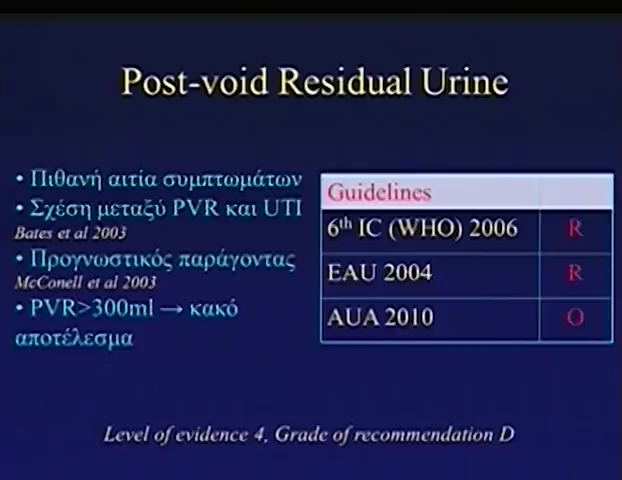 Post-void Residual Urine
• Πιθανή αιτία συμπτωμάτων
• Σχέση μεταξύ PVR και UTI
Bates et al 2003
• Προγνωστικός παράγοντας
McConell et al 2003
• PVR>300ml → κακό
αποτέλεσμα
Guidelines
6th IC (WHO) 2006 R
EAU 2004 R
AUA 2010 O
Level of evidence 4, Grade of recommendation D